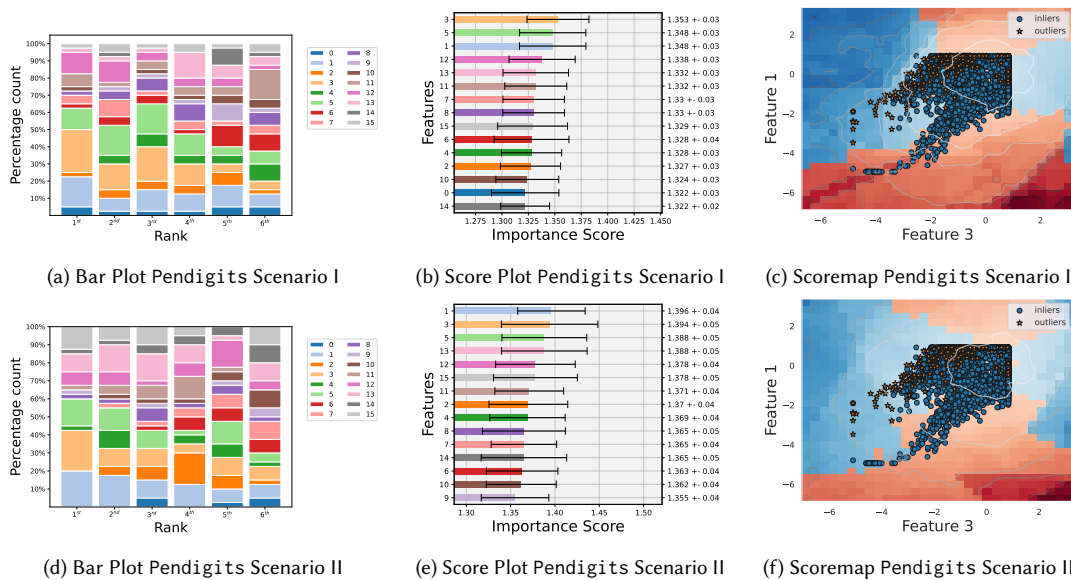 100%
90%
80%
70%
60%
50%
40%
30%
20%
10%
Percentage count
1st 2nd 3rd 4th 5th 6th
Rank
0 8
1 9
2 10
3 11
4 12
5 13
6 14
7 15
(a) Bar Plot Pendigits Scenario I
Features
3 1.353 +- 0.03
5 1.348 +- 0.03
1 1.348 +- 0.03
12 1.338 +- 0.03
13 1.332 +- 0.03
11 1.332 +- 0.03
7 1.33 +- 0.03
8 1.33 +- 0.03
15 1.329 +- 0.03
6 1.328 +- 0.04
4 1.328 +- 0.03
2 1.327 +- 0.03
10 1.324 +- 0.03
0 1.322 +- 0.03
14 1.322 +- 0.02
1.275 1.300 1.325 1.350 1.375 1.400 1.425 1.450
Importance Score
(b) Score Plot Pendigits Scenario I
inliers
outliers
Feature 1
2
0
−2
−4
−6
−6 −4 −2 0 2
Feature 3
(c) Scoremap Pendigits Scenario I
100%
90%
80%
70%
60%
50%
40%
30%
20%
10%
Percentage count
1st 2nd 3rd 4th 5th 6th
Rank
0 8
1 9
2 10
3 11
4 12
5 13
6 14
7 15
(d) Bar Plot Pendigits Scenario II
Features
1 1.396 +- 0.04
3 1.394 +- 0.05
5 1.388 +- 0.05
13 1.388 +- 0.05
12 1.378 +- 0.04
15 1.378 +- 0.05
11 1.371 +- 0.04
2 1.37 +- 0.04
4 1.369 +- 0.04
8 1.365 +- 0.05
7 1.365 +- 0.04
14 1.365 +- 0.05
6 1.363 +- 0.04
10 1.362 +- 0.04
9 1.355 +- 0.04
1.30 1.35 1.40 1.45 1.50
Importance Score
(e) Score Plot Pendigits Scenario II
inliers
outliers
Feature 1
2
0
−2
−4
−6
−6 −4 −2 0 2
Feature 3
(f) Scoremap Pendigits Scenario II